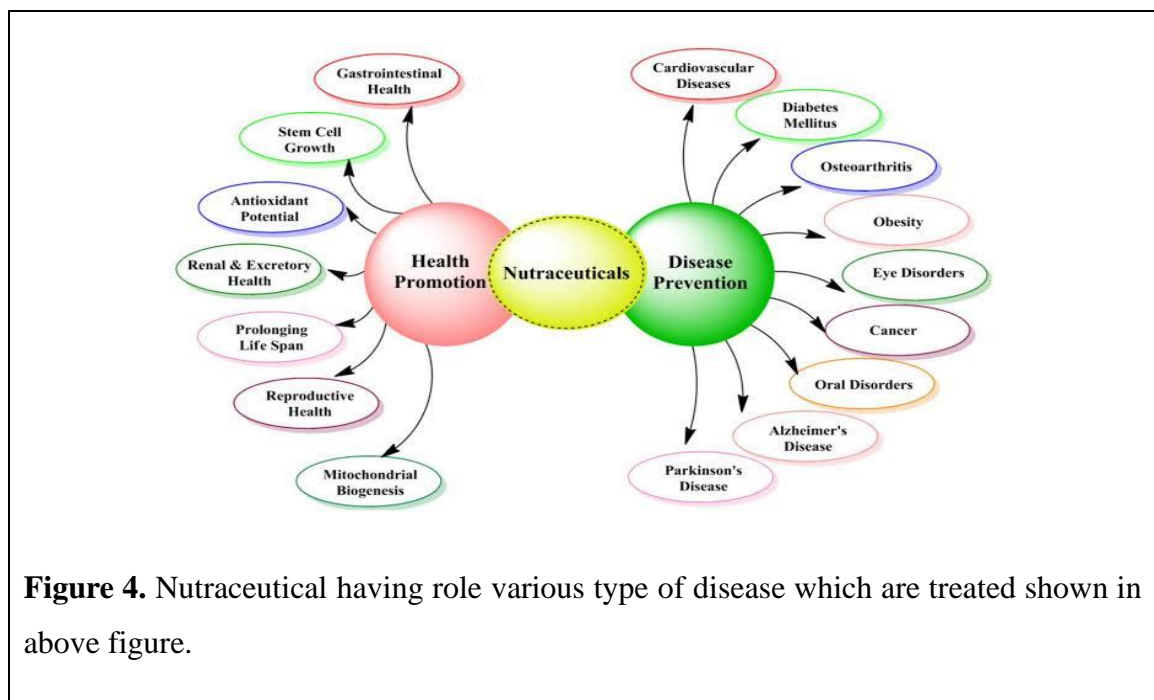 Gastrointestinal
Health
Stem Cell
Growth
Antioxidant
Potential
Renal & Excretory
Health
Prolonging
Life Span
Reproductive
Health
Mitochondrial
Biogenesis
Health
Promotion
Nutraceuticals
Disease
Prevention
Cardiovascular
Diseases
Diabetes
Mellitus
Osteoarthritis
Obesity
Eye Disorders
Cancer
Oral Disorders
Alzheimer's
Disease
Parkinson's
Disease
Figure 4. Nutraceutical having role various type of disease which are treated shown in
above figure.